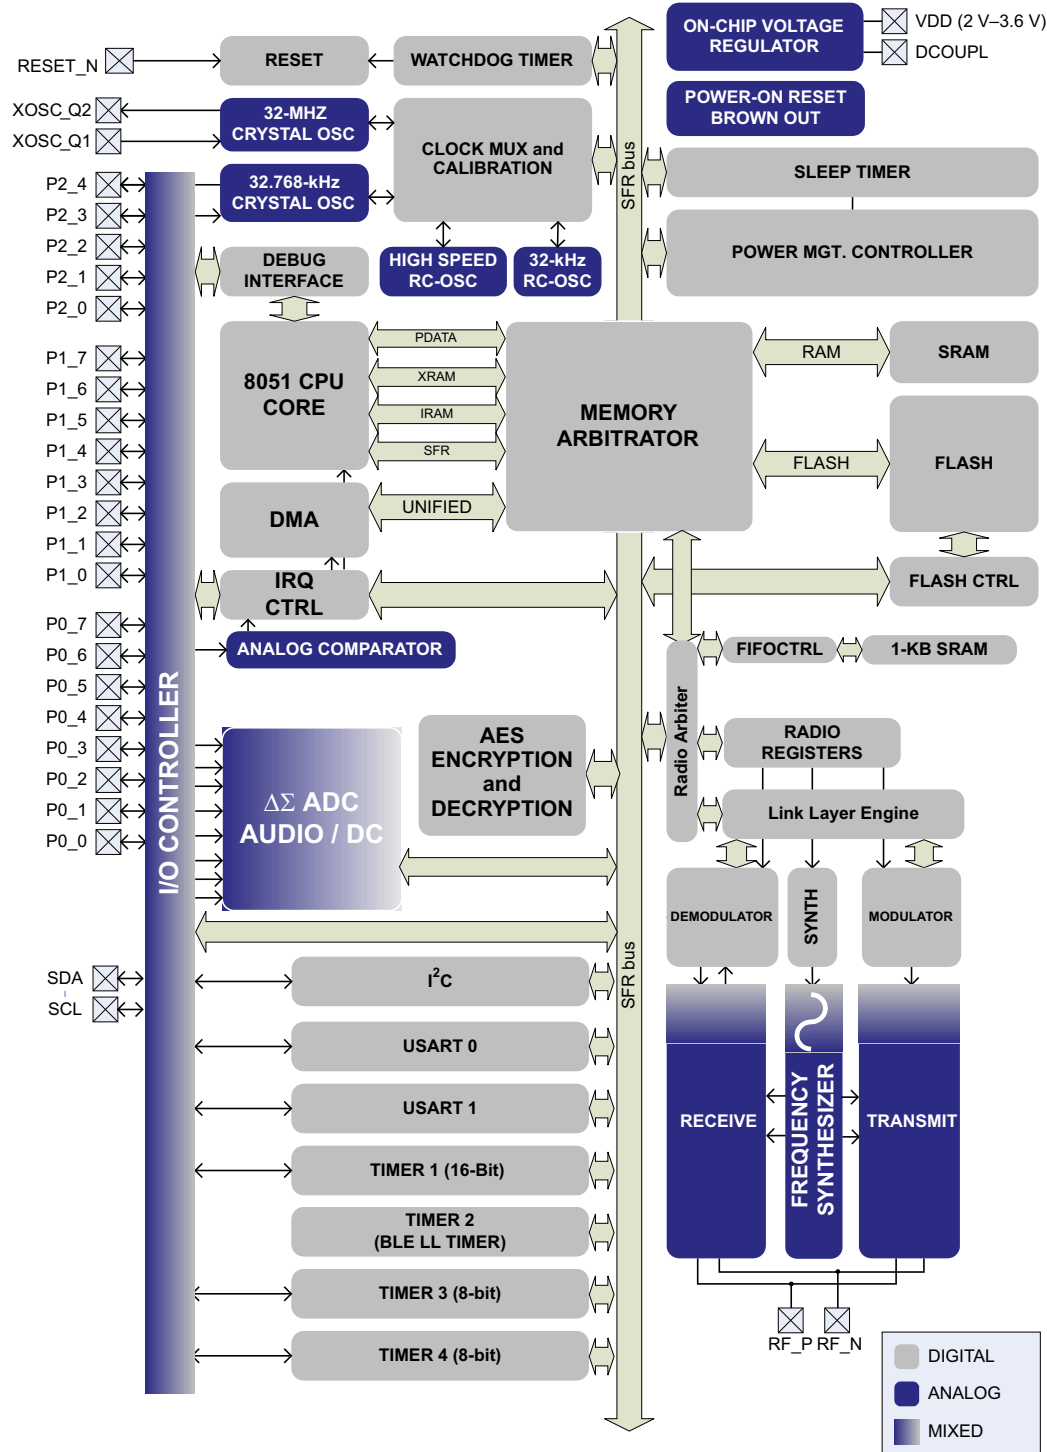 ON-CHIP VOLTAGE
REGULATOR
VDD (2 V–3.6 V)
DCOUPL
RESET_N
RESET
WATCHDOG TIMER
POWER-ON RESET
BROWN OUT
XOSC_Q2
XOSC_Q1
32-MHZ
CRYSTAL OSC
CLOCK MUX and
CALIBRATION
SFR bus
SLEEP TIMER
P2_4
P2_3
P2_2
P2_1
P2_0
32.768-kHz
CRYSTAL OSC
POWER MGT. CONTROLLER
DEBUG
INTERFACE
HIGH SPEED
RC-OSC
32-kHz
RC-OSC
P1_7
P1_6
P1_5
P1_4
P1_3
P1_2
P1_1
P1_0
8051 CPU
CORE
PDATA
XRAM
IRAM
SFR
MEMORY
ARBITRATOR
RAM
SRAM
FLASH
FLASH
DMA
UNIFIED
IRQ
CTRL
FLASH CTRL
P0_7
P0_6
P0_5
P0_4
P0_3
P0_2
P0_1
P0_0
ANALOG COMPARATOR
FIFOCTRL
1-KB SRAM
I/O CONTROLLER
ΔΣ ADC
AUDIO / DC
AES
ENCRYPTION
and
DECRYPTION
Radio Arbiter
RADIO
REGISTERS
Link Layer Engine
DEMODULATOR
SYNTH
MODULATOR
SFR bus
SDA
SCL
I2C
USART 0
USART 1
TIMER 1 (16-Bit)
TIMER 2
(BLE LL TIMER)
TIMER 3 (8-bit)
TIMER 4 (8-bit)
RECEIVE
FREQUENCY
SYNTHESIZER
TRANSMIT
RF_P
RF_N
DIGITAL
ANALOG
MIXED